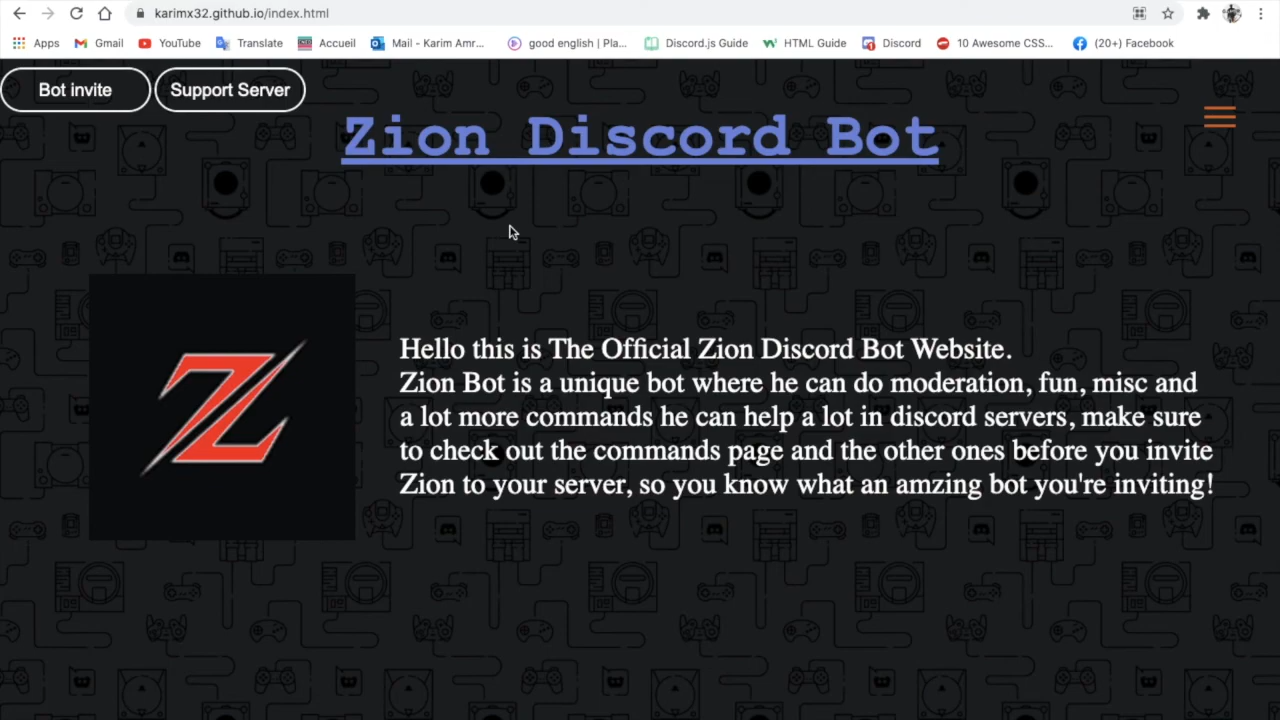 karimx32.github.io/index.html
Apps Gmail YouTube Translate Accueil Mail - Karim Amr... good english | Pla... Discord.js Guide HTML Guide Discord 10 Awesome CSS... (20+) Facebook
Bot invite Support Server
Zion Discord Bot
Z
Hello this is The Official Zion Discord Bot Website.
Zion Bot is a unique bot where he can do moderation, fun, misc and
a lot more commands he can help a lot in discord servers, make sure
to check out the commands page and the other ones before you invite
Zion to your server, so you know what an amzing bot you're inviting!